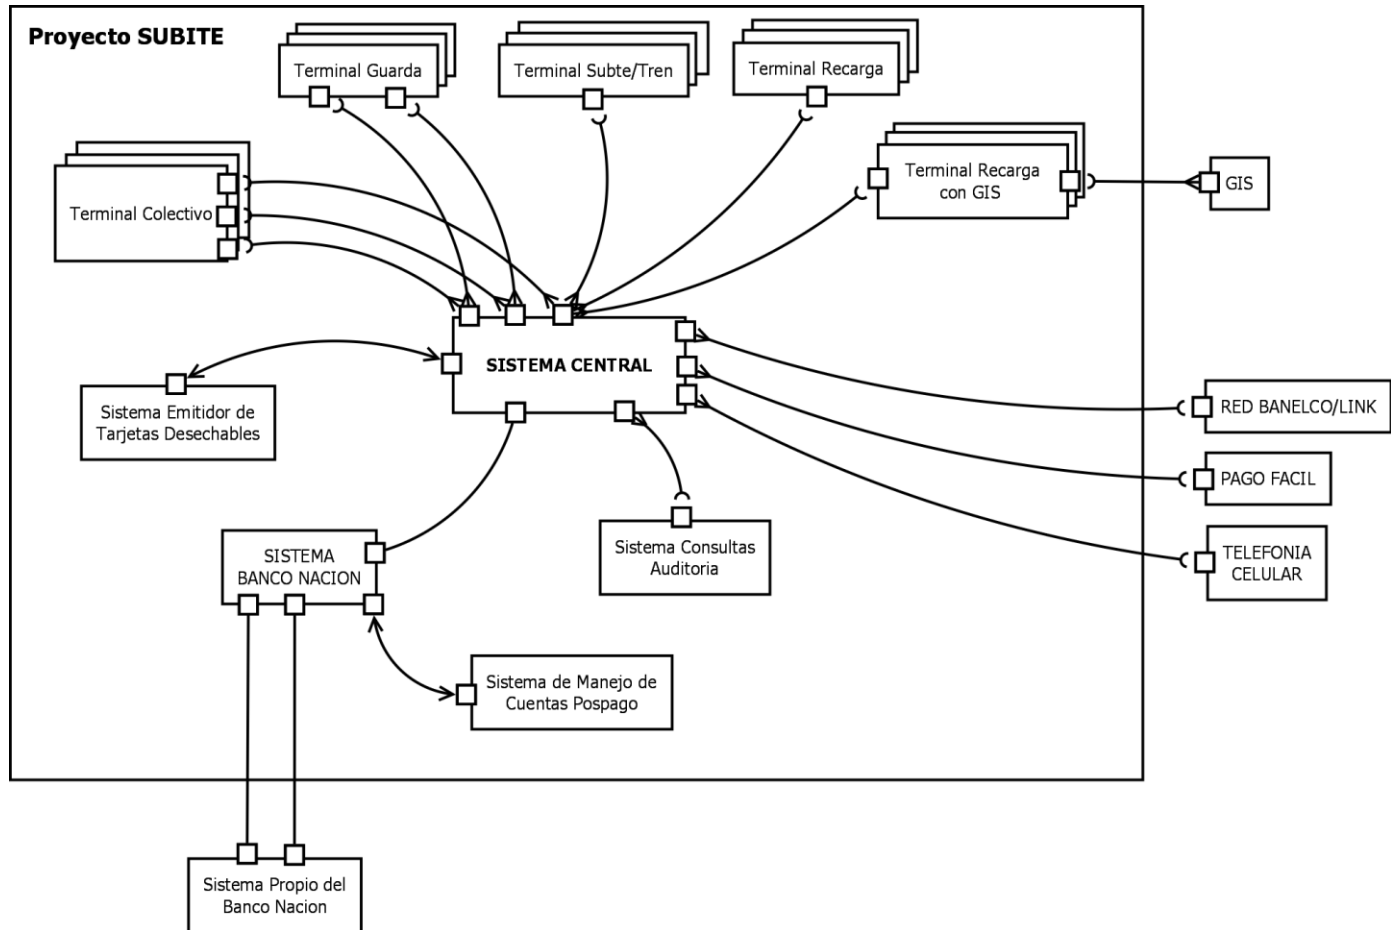 Proyecto SUBITE
Terminal Guarda
Terminal Subte/Tren
Terminal Recarga
Terminal Recarga
con GIS
GIS
Terminal Colectivo
SISTEMA CENTRAL
Sistema Emitidor de
Tarjetas Desechables
RED BANELCO/LINK
PAGO FACIL
TELEFONIA
CELULAR
SISTEMA
BANCO NACION
Sistema Consultas
Auditoria
Sistema de Manejo de
Cuentas Pospago
Sistema Propio del
Banco Nacion